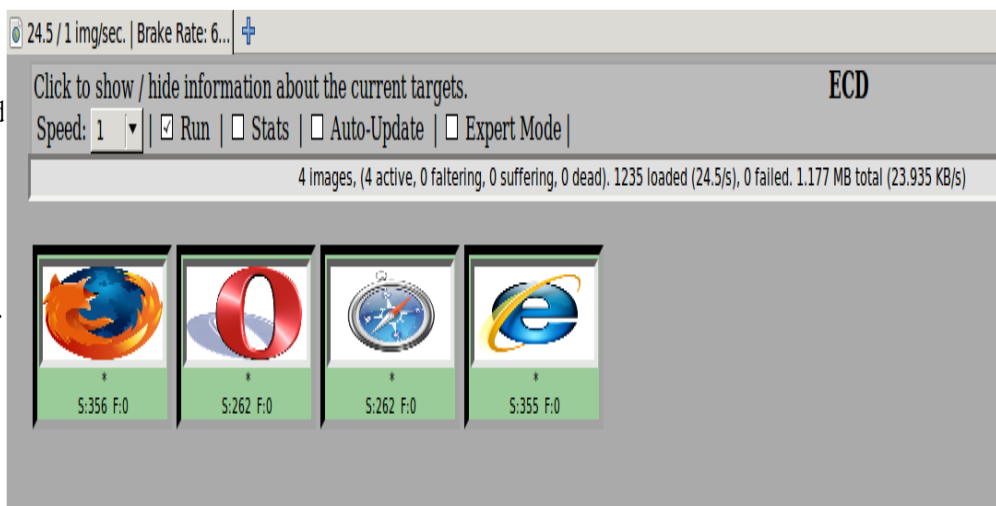 24.5 / 1 img/sec. | Brake Rate: 6...
Click to show / hide information about the current targets.
ECD
Speed: 1 | Run | Stats | Auto-Update | Expert Mode |
4 images, (4 active, 0 faltering, 0 suffering, 0 dead). 1235 loaded (24.5/s), 0 failed. 1.177 MB total (23.935 KB/s)
* * * *
S:356 F:0 S:262 F:0 S:262 F:0 S:355 F:0